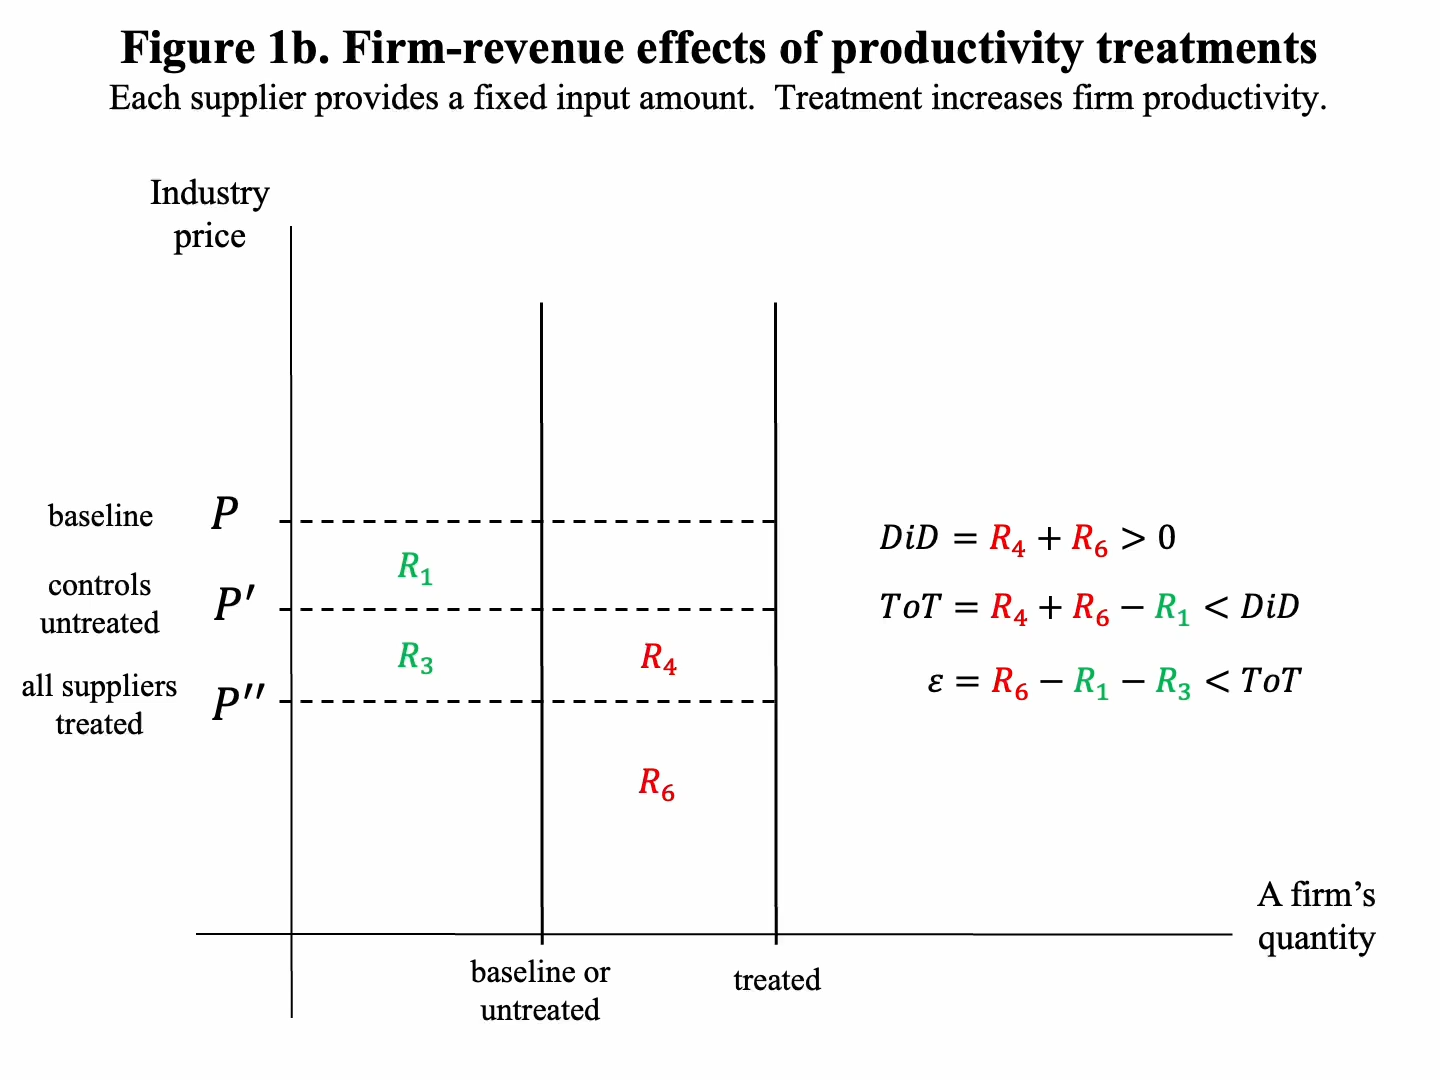 Figure 1b. Firm-revenue effects of productivity treatments
Each supplier provides a fixed input amount.  Treatment increases firm productivity.
Industry
price
baseline P
R₁
controls
untreated P′
R₃ R₄
all suppliers
treated P′′
R₆
DiD = R₄ + R₆ > 0
ToT = R₄ + R₆ − R₁ < DiD
ε = R₆ − R₁ − R₃ < ToT
A firm’s
quantity
baseline or
untreated
treated